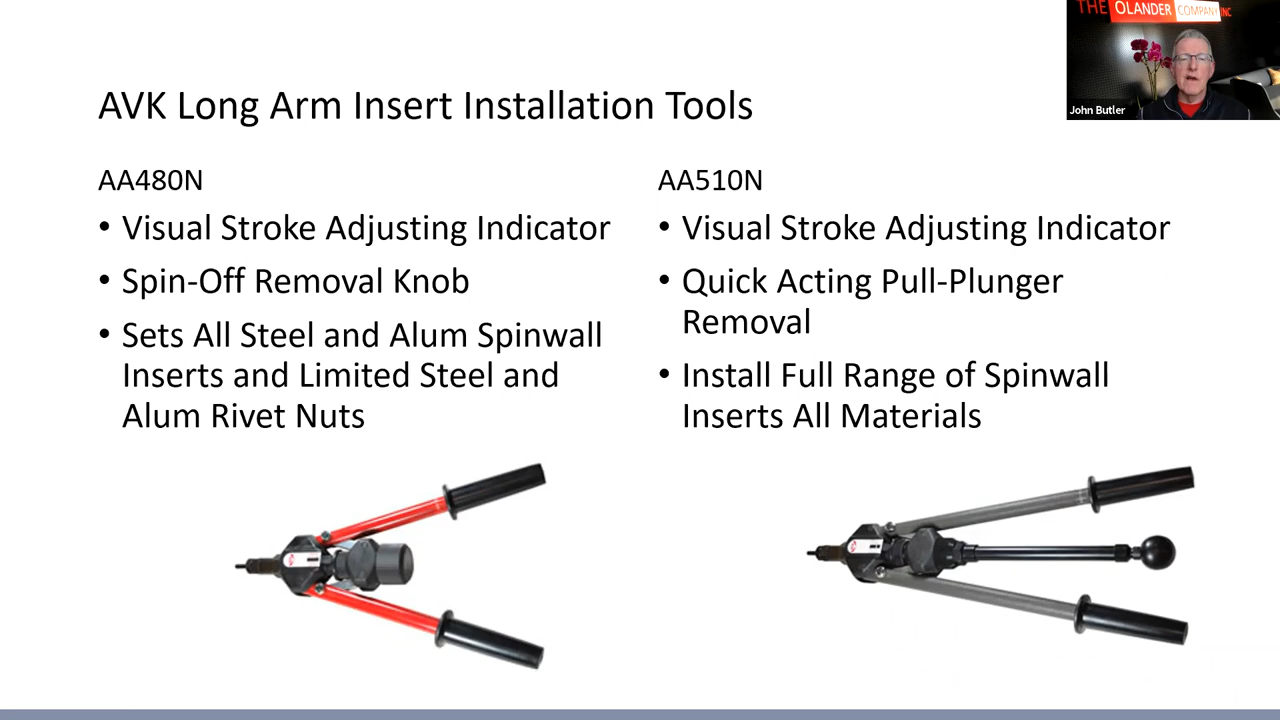 THE OLANDER COMPANY INC
John Butler
AVK Long Arm Insert Installation Tools
AA480N
• Visual Stroke Adjusting Indicator
• Spin-Off Removal Knob
• Sets All Steel and Alum Spinwall
Inserts and Limited Steel and
Alum Rivet Nuts
AA510N
• Visual Stroke Adjusting Indicator
• Quick Acting Pull-Plunger
Removal
• Install Full Range of Spinwall
Inserts All Materials